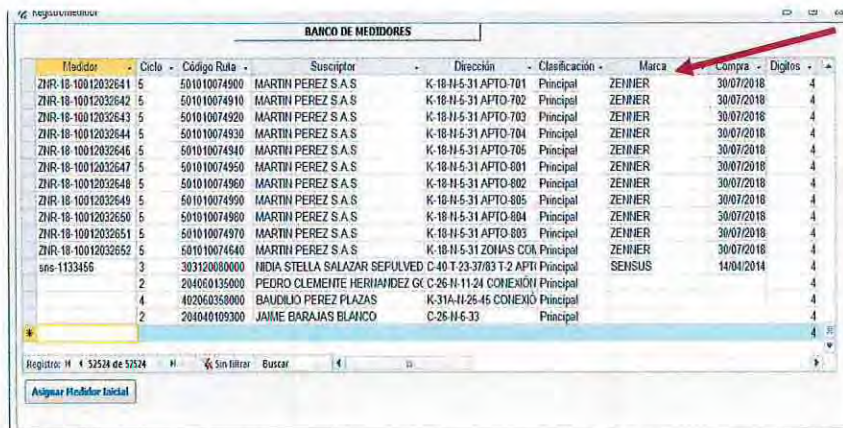 RegistroMedidor
BANCO DE MEDIDORES
Medidor Ciclo Código Ruta Suscriptor Dirección Clasificación Marca Compra Digitos
ZNR-18-10012032641 5 501010074900 MARTIN PEREZ S.A.S K-18-N-5-31 APTO-701 Principal ZENNER 30/07/2018 4
ZNR-18-10012032642 5 501010074910 MARTIN PEREZ S.A.S K-18-N-5-31 APTO-702 Principal ZENNER 30/07/2018 4
ZNR-18-10012032643 5 501010074920 MARTIN PEREZ S.A.S K-18-N-5-31 APTO-703 Principal ZENNER 30/07/2018 4
ZNR-18-10012032644 5 501010074930 MARTIN PEREZ S.A.S K-18-N-5-31 APTO-704 Principal ZENNER 30/07/2018 4
ZNR-18-10012032646 5 501010074940 MARTIN PEREZ S.A.S K-18-N-5-31 APTO-705 Principal ZENNER 30/07/2018 4
ZNR-18-10012032647 5 501010074950 MARTIN PEREZ S.A.S K-18-N-5-31 APTO-801 Principal ZENNER 30/07/2018 4
ZNR-18-10012032648 5 501010074960 MARTIN PEREZ S.A.S K-18-N-5-31 APTO-802 Principal ZENNER 30/07/2018 4
ZNR-18-10012032649 5 501010074990 MARTIN PEREZ S.A.S K-18-N-5-31 APTO-805 Principal ZENNER 30/07/2018 4
ZNR-18-10012032650 5 501010074980 MARTIN PEREZ S.A.S K-18-N-5-31 APTO-804 Principal ZENNER 30/07/2018 4
ZNR-18-10012032651 5 501010074970 MARTIN PEREZ S.A.S K-18-N-5-31 APTO-803 Principal ZENNER 30/07/2018 4
ZNR-18-10012032652 5 501010074640 MARTIN PEREZ S.A.S K-18-N-5-31 ZONAS COM Principal ZENNER 30/07/2018 4
sns-1133456 3 303120080000 NIDIA STELLA SALAZAR SEPULVED C-40-T-23-37/83 T-2 APT( Principal SENSUS 14/04/2014 4
2 204060135000 PEDRO CLEMENTE HERNANDEZ GC C-26-N-11-24 CONEXIÓN Principal 4
4 402060358000 BAUDILIO PEREZ PLAZAS K-31A-N-26-45 CONEXIÓ Principal 4
2 204040109300 JAIME BARAJAS BLANCO C-26-N-6-33 Principal 4
* 4
Registro: 52524 de 52524 Sin filtrar Buscar
Asignar Medidor Inicial